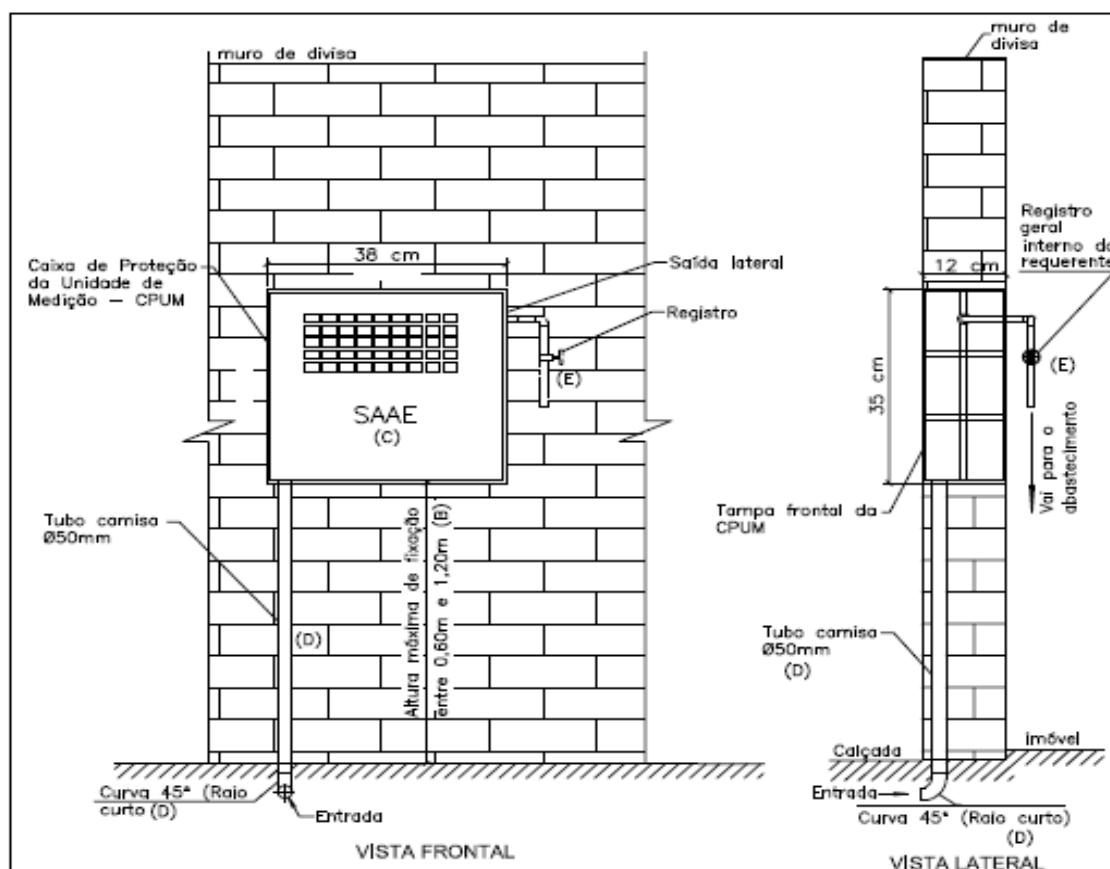 muro de divisa
38 cm
Caixa de Proteção
da Unidade de
Medição – CPUM
Saída lateral
Registro
(E)
SAAE
(C)
Tubo camisa
Ø50mm
(D)
Altura máxima de fixação
entre 0,60m e 1,20m (B)
Curva 45° (Raio
curto (D)
Entrada
VISTA FRONTAL
muro de
divisa
Registro
geral
interno do
requerente
12 cm
35 cm
(E)
Vai para o
abastecimento
Tampa frontal da
CPUM
Tubo camisa
Ø50mm
(D)
Calçada
imóvel
Entrada
Curva 45° (Raio curto)
(D)
VISTA LATERAL